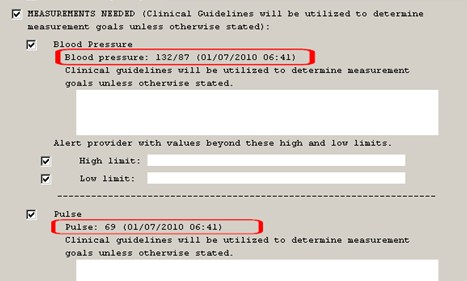 MEASUREMENTS NEEDED (Clinical Guidelines will be utilized to determine
measurement goals unless otherwise stated):
Blood Pressure
Blood pressure: 132/87 (01/07/2010 06:41)
Clinical guidelines will be utilized to determine measurement
goals unless otherwise stated.
Alert provider with values beyond these high and low limits.
High limit:
Low limit:
Pulse
Pulse: 69 (01/07/2010 06:41)
Clinical guidelines will be utilized to determine measurement
goals unless otherwise stated.